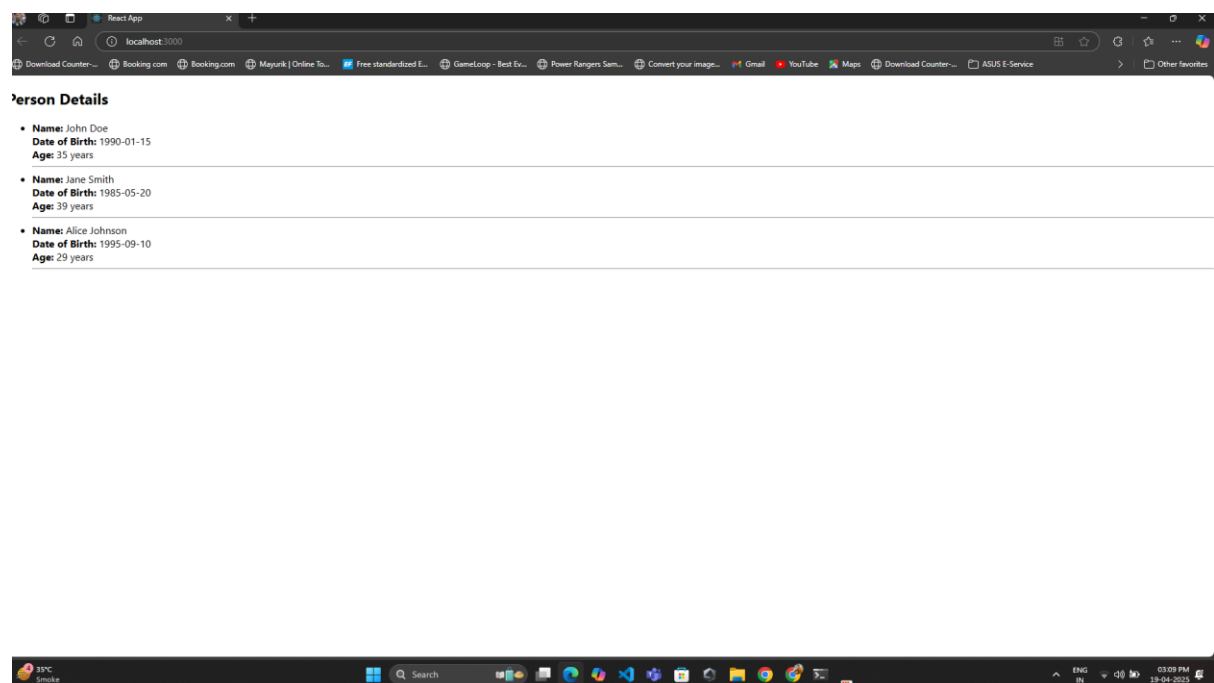 React App
localhost:3000
Download Counter-... Booking com Booking.com Mayurik | Online To... EF Free standardized E... GameLoop - Best Ev... Power Rangers Sam... Convert your image... Gmail YouTube Maps Download Counter-... ASUS E-Service Other favorites
Person Details
Name: John Doe
Date of Birth: 1990-01-15
Age: 35 years
Name: Jane Smith
Date of Birth: 1985-05-20
Age: 39 years
Name: Alice Johnson
Date of Birth: 1995-09-10
Age: 29 years
4 35°C Search ENG 03:09 PM
Smoke IN 19-04-2025